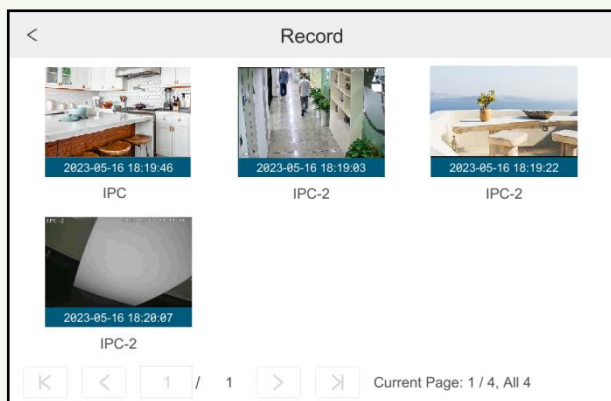 Record
2023-05-16 18:19:46
2023-05-16 18:19:03
2023-05-16 18:19:22
IPC
IPC-2
IPC-2
IPC-2
2023-05-16 18:20:07
IPC-2
1 / 1
Current Page: 1 / 4, All 4